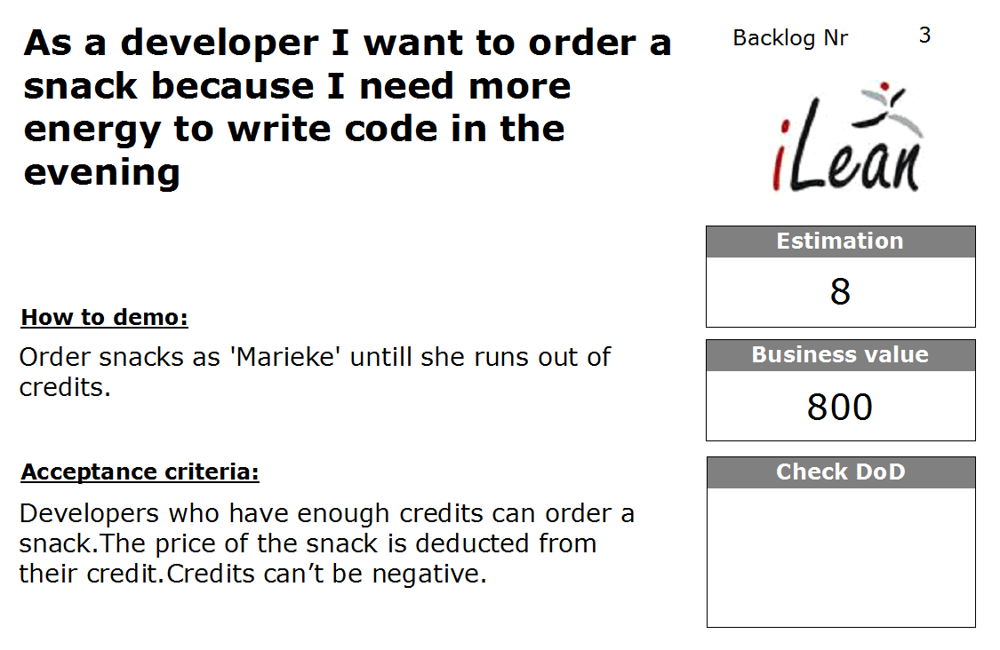 As a developer I want to order a
snack because I need more
energy to write code in the
evening
Backlog Nr 3
iLean
Estimation
8
How to demo:
Order snacks as 'Marieke' untill she runs out of
credits.
Business value
800
Acceptance criteria:
Developers who have enough credits can order a
snack.The price of the snack is deducted from
their credit.Credits can’t be negative.
Check DoD